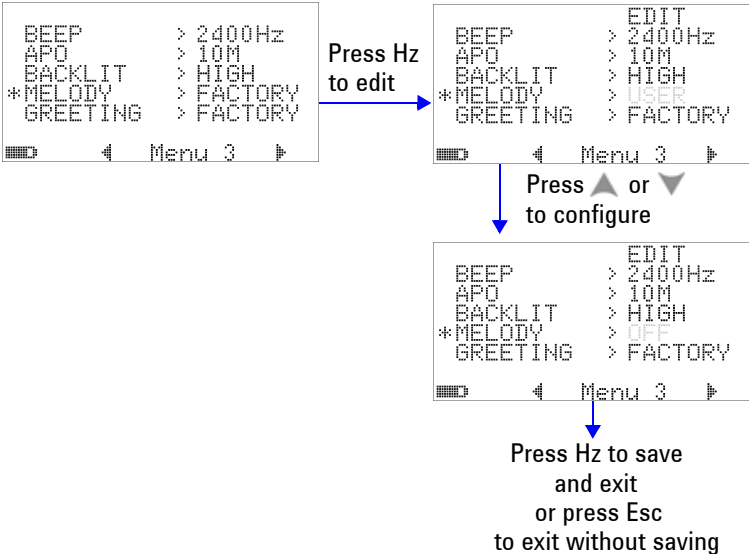 BEEP > 2400Hz
APO > 10M
BACKLIT > HIGH
*MELODY > FACTORY
GREETING > FACTORY
Menu 3
Press Hz
to edit
EDIT
BEEP > 2400Hz
APO > 10M
BACKLIT > HIGH
*MELODY > USER
GREETING > FACTORY
Menu 3
Press or
to configure
EDIT
BEEP > 2400Hz
APO > 10M
BACKLIT > HIGH
*MELODY > OFF
GREETING > FACTORY
Menu 3
Press Hz to save
and exit
or press Esc
to exit without saving